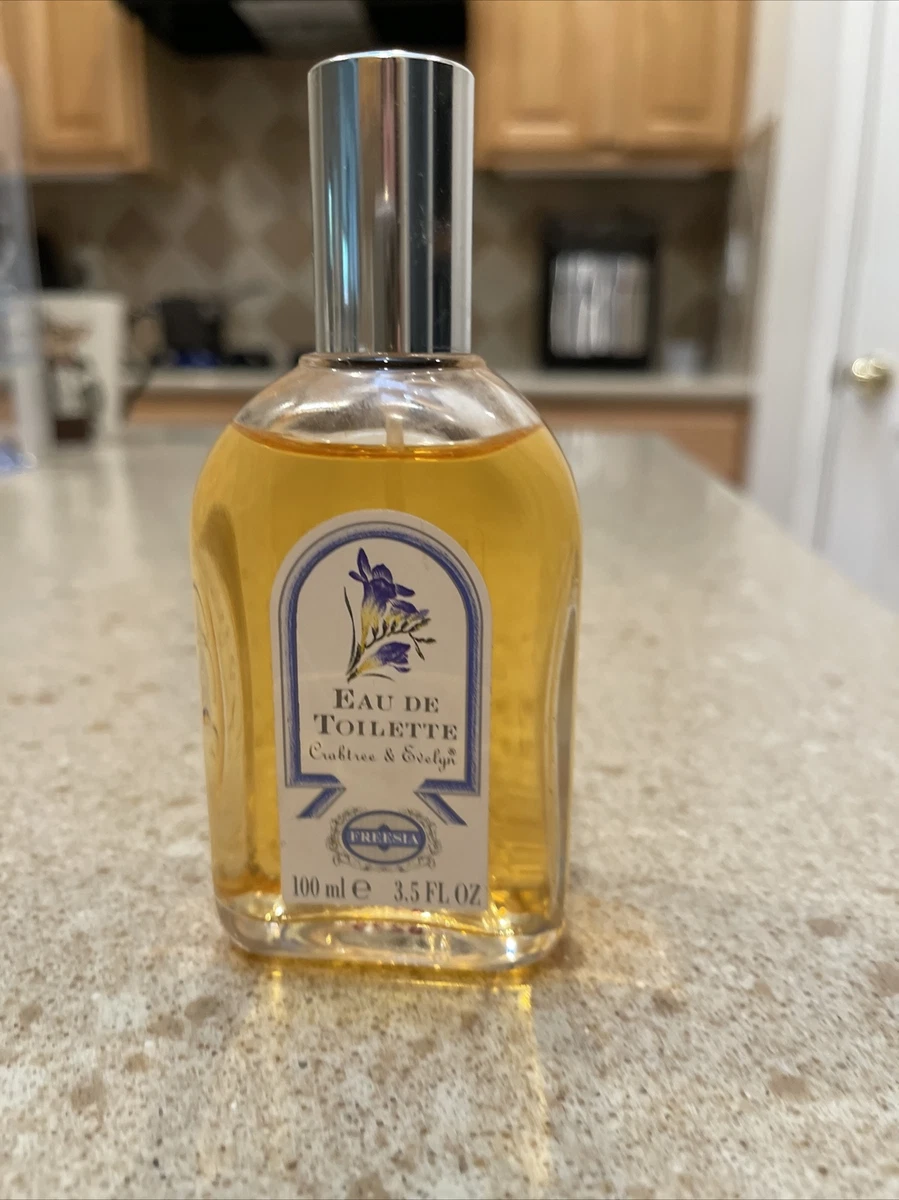 EAU DE
TOILETTE
Crabtree & Evelyn®
FREESIA
100 ml ℮ 3.5 FL OZ